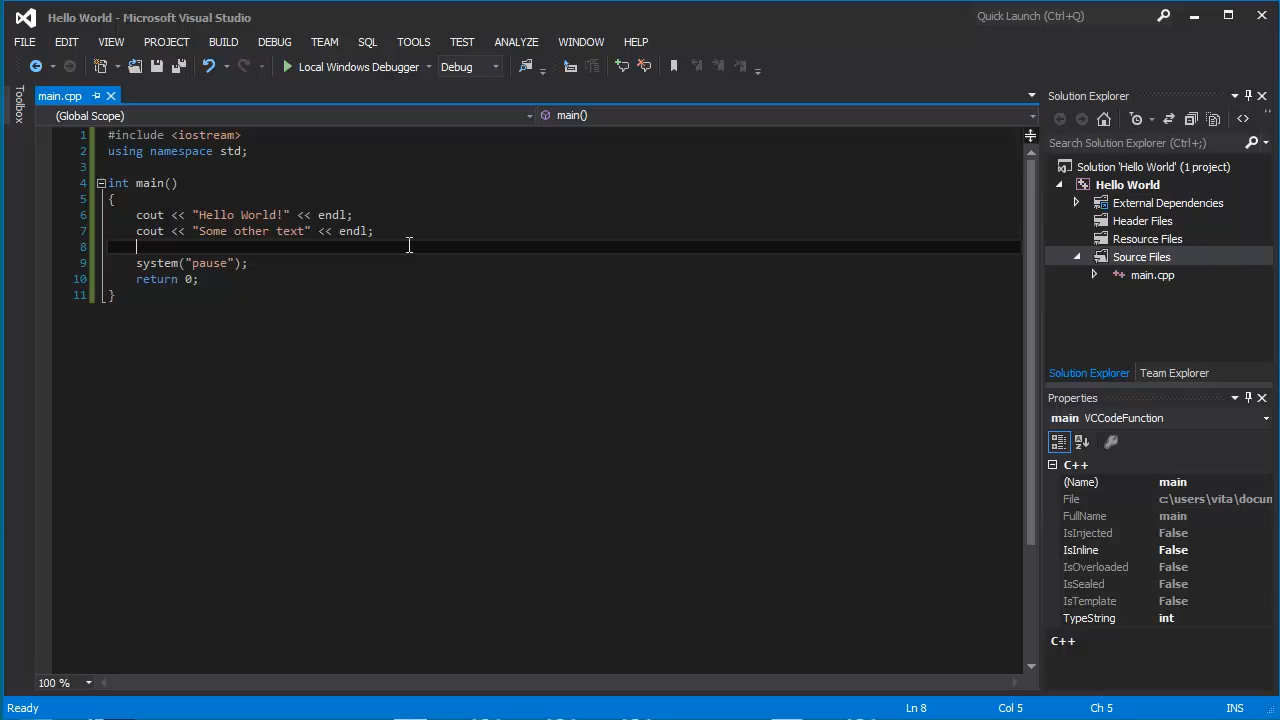 Hello World - Microsoft Visual Studio
Quick Launch (Ctrl+Q)
FILE EDIT VIEW PROJECT BUILD DEBUG TEAM SQL TOOLS TEST ANALYZE WINDOW HELP
Local Windows Debugger Debug
Toolbox
main.cpp
(Global Scope) main()
1 #include <iostream>
2 using namespace std;
3
4 int main()
5 {
6 cout << "Hello World!" << endl;
7 cout << "Some other text" << endl;
8
9 system("pause");
10 return 0;
11 }
100 %
Solution Explorer
Search Solution Explorer (Ctrl+;)
Solution 'Hello World' (1 project)
Hello World
External Dependencies
Header Files
Resource Files
Source Files
main.cpp
Solution Explorer Team Explorer
Properties
main VCCodeFunction
C++
(Name) main
File c:\users\vita\docun
FullName main
IsInjected False
IsInline False
IsOverloaded False
IsSealed False
IsTemplate False
TypeString int
C++
Ready Ln 8 Col 5 Ch 5 INS